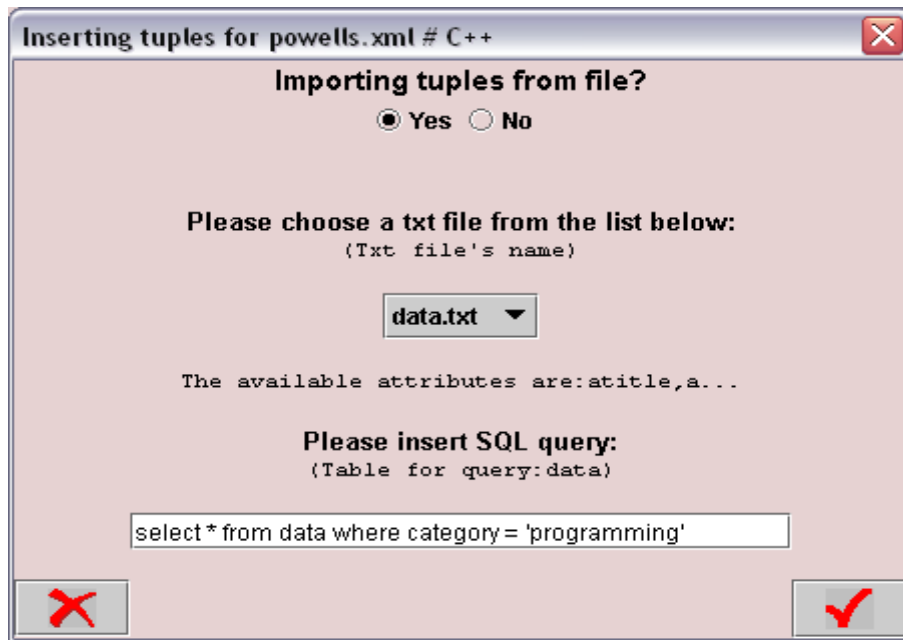 Inserting tuples for powells.xml # C++
Importing tuples from file?
Yes No
Please choose a txt file from the list below:
(Txt file's name)
data.txt
The available attributes are:atitle,a...
Please insert SQL query:
(Table for query:data)
select * from data where category = 'programming'